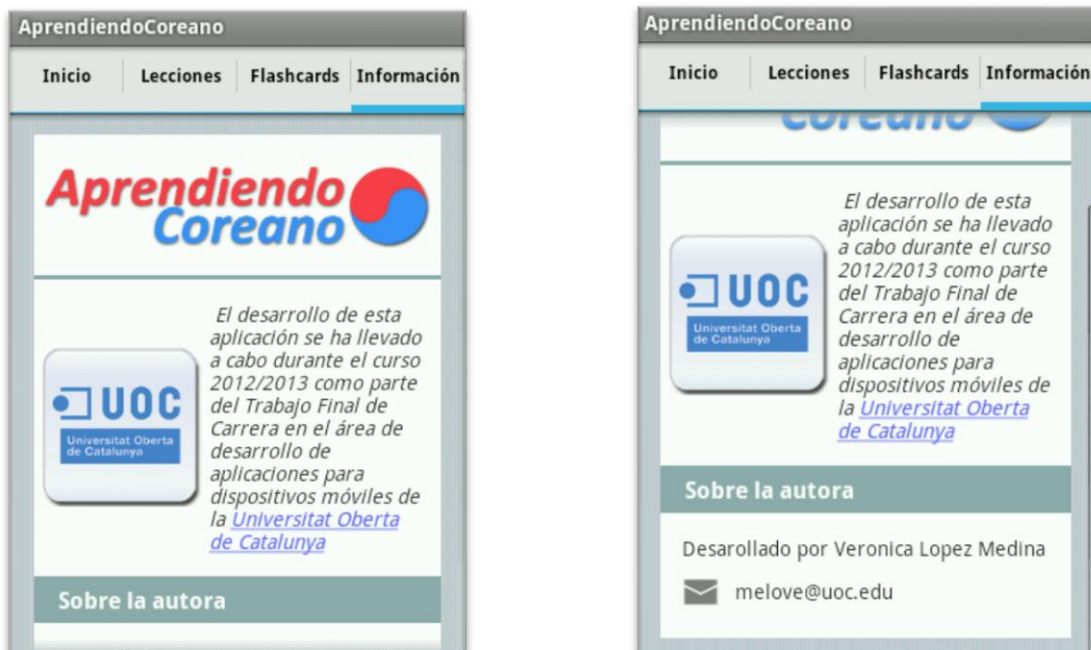 AprendiendoCoreano
Inicio Lecciones Flashcards Información
Aprendiendo
Coreano
UOC
Universitat Oberta
de Catalunya
El desarrollo de esta
aplicación se ha llevado
a cabo durante el curso
2012/2013 como parte
del Trabajo Final de
Carrera en el área de
desarrollo de
aplicaciones para
dispositivos móviles de
la Universitat Oberta
de Catalunya
Sobre la autora
AprendiendoCoreano
Inicio Lecciones Flashcards Información
Coreano
UOC
Universitat Oberta
de Catalunya
El desarrollo de esta
aplicación se ha llevado
a cabo durante el curso
2012/2013 como parte
del Trabajo Final de
Carrera en el área de
desarrollo de
aplicaciones para
dispositivos móviles de
la Universitat Oberta
de Catalunya
Sobre la autora
Desarollado por Veronica Lopez Medina
melove@uoc.edu